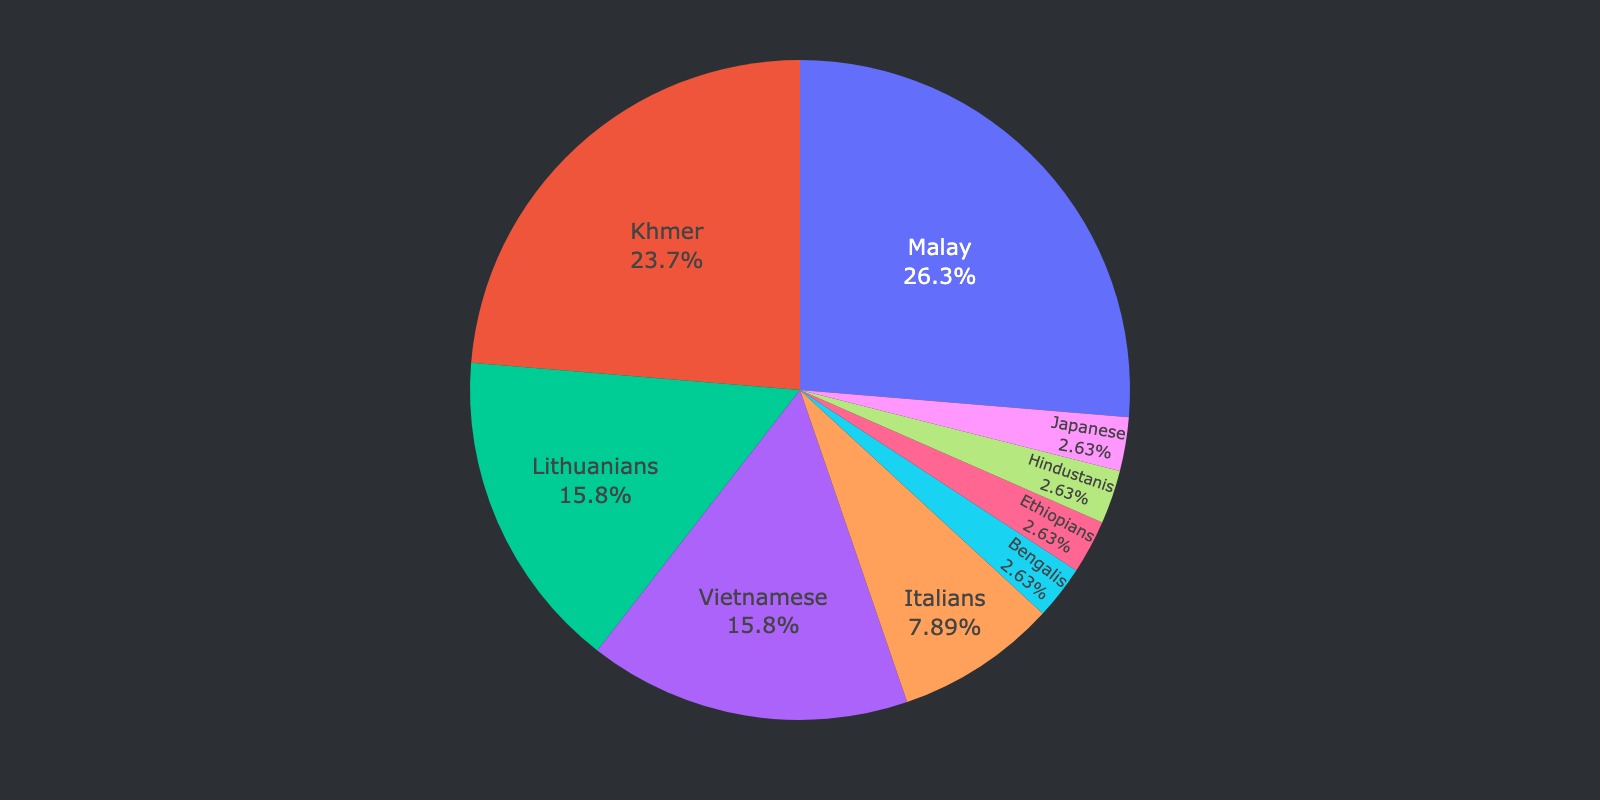 Khmer
23.7%
Malay
26.3%
Japanese
2.63%
Hindustanis
2.63%
Ethiopians
2.63%
Bengalis
2.63%
Italians
7.89%
Vietnamese
15.8%
Lithuanians
15.8%